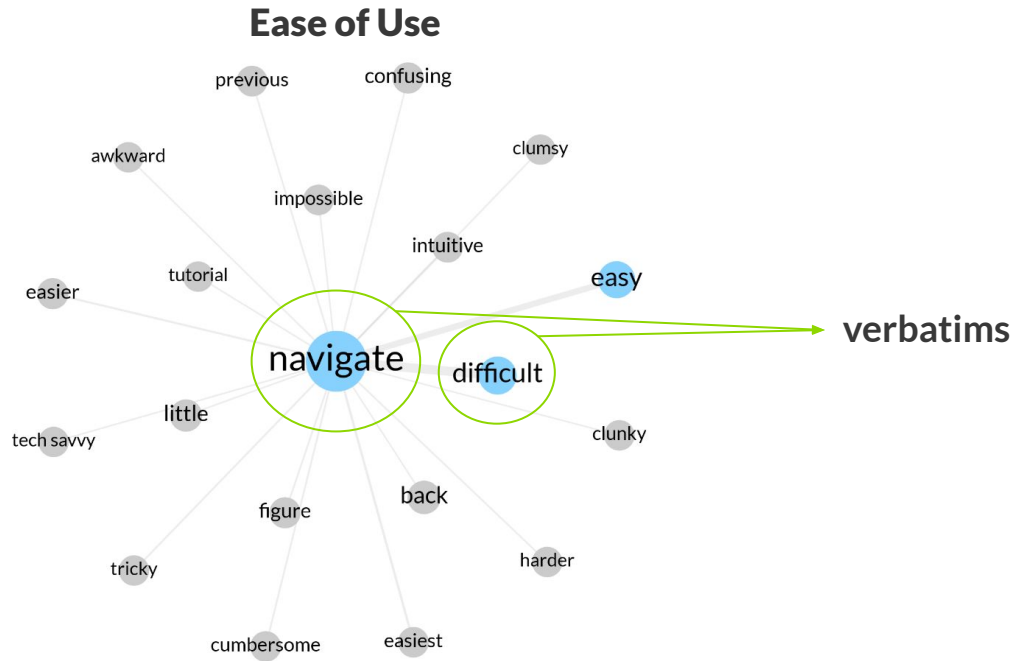 Ease of Use
previous
confusing
awkward
clumsy
impossible
intuitive
tutorial
easy
easier
verbatims
navigate
difficult
little
clunky
tech savvy
back
figure
harder
tricky
cumbersome
easiest